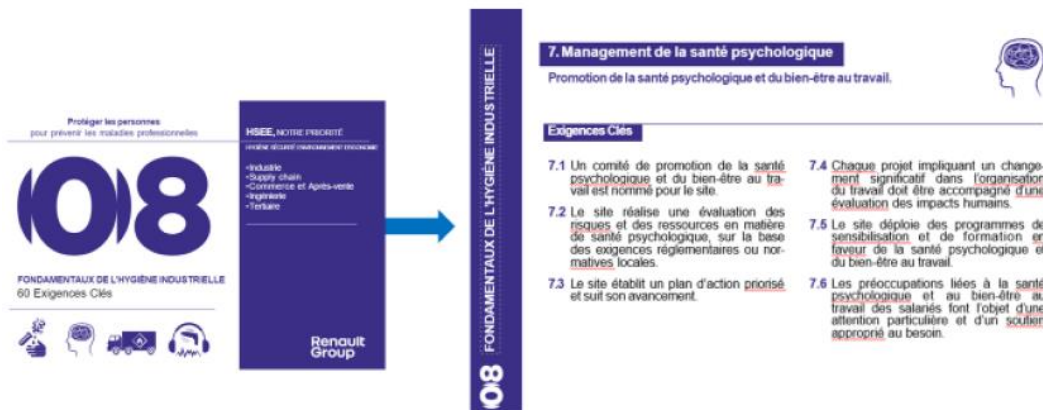 Protéger les personnes
pour prévenir les maladies professionnelles
08
FONDAMENTAUX DE L'HYGIÈNE INDUSTRIELLE
60 Exigences Clés
HSEE, NOTRE PRIORITÉ
HYGIÈNE SÉCURITÉ ENVIRONNEMENT ERGONOMIE
•Industrie
•Supply chain
•Commerce et Après-vente
•Ingénierie
•Tertiaire
Renault
Group
08 FONDAMENTAUX DE L'HYGIÈNE INDUSTRIELLE
7. Management de la santé psychologique
Promotion de la santé psychologique et du bien-être au travail.
Exigences Clés
7.1 Un comité de promotion de la santé
psychologique et du bien-être au tra-
vail est nommé pour le site.
7.2 Le site réalise une évaluation des
risques et des ressources en matière
de santé psychologique, sur la base
des exigences réglementaires ou nor-
matives locales.
7.3 Le site établit un plan d'action priorisé
et suit son avancement.
7.4 Chaque projet impliquant un change-
ment significatif dans l'organisation
du travail doit être accompagné d'une
évaluation des impacts humains.
7.5 Le site déploie des programmes de
sensibilisation et de formation en
faveur de la santé psychologique et
du bien-être au travail.
7.6 Les préoccupations liées à la santé
psychologique et au bien-être au
travail des salariés font l'objet d'une
attention particulière et d'un soutien
approprié au besoin.